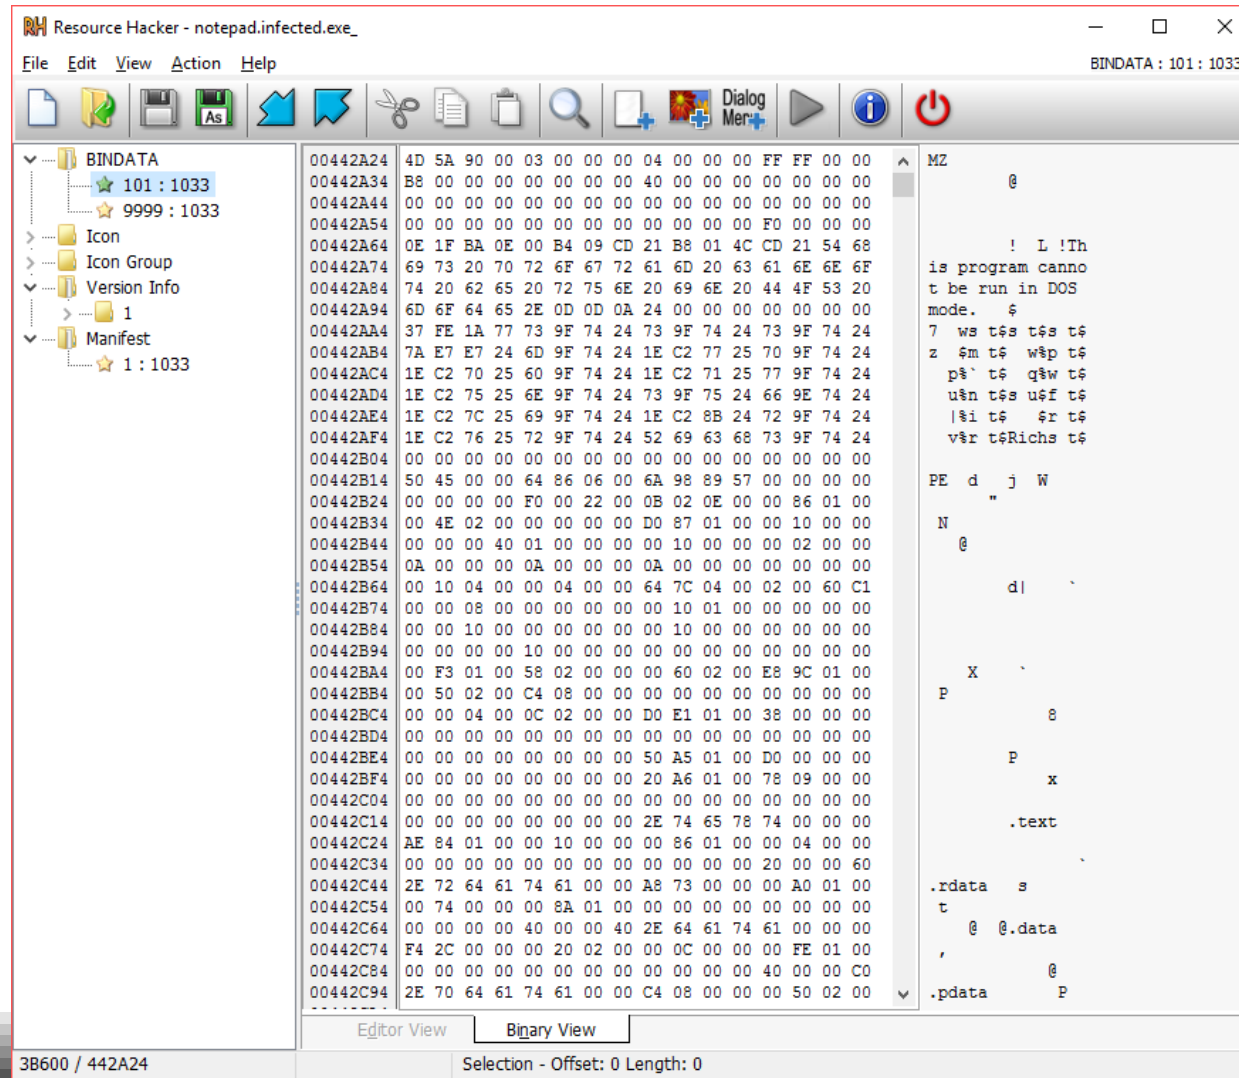 Resource Hacker - notepad.infected.exe_
File Edit View Action Help BINDATA : 101 : 1033
As Dialog Menu
BINDATA
101 : 1033
9999 : 1033
Icon
Icon Group
Version Info
1
Manifest
1 : 1033
00442A24 4D 5A 90 00 03 00 00 00 04 00 00 00 FF FF 00 00 MZ
00442A34 B8 00 00 00 00 00 00 00 40 00 00 00 00 00 00 00 @
00442A44 00 00 00 00 00 00 00 00 00 00 00 00 00 00 00 00
00442A54 00 00 00 00 00 00 00 00 00 00 00 00 F0 00 00 00
00442A64 0E 1F BA 0E 00 B4 09 CD 21 B8 01 4C CD 21 54 68 ! L !Th
00442A74 69 73 20 70 72 6F 67 72 61 6D 20 63 61 6E 6E 6F is program canno
00442A84 74 20 62 65 20 72 75 6E 20 69 6E 20 44 4F 53 20 t be run in DOS
00442A94 6D 6F 64 65 2E 0D 0D 0A 24 00 00 00 00 00 00 00 mode. $
00442AA4 37 FE 1A 77 73 9F 74 24 73 9F 74 24 73 9F 74 24 7 ws t$s t$s t$
00442AB4 7A E7 E7 24 6D 9F 74 24 1E C2 77 25 70 9F 74 24 z $m t$ w%p t$
00442AC4 1E C2 70 25 60 9F 74 24 1E C2 71 25 77 9F 74 24 p%` t$ q%w t$
00442AD4 1E C2 75 25 6E 9F 74 24 73 9F 75 24 66 9E 74 24 u%n t$s u$f t$
00442AE4 1E C2 7C 25 69 9F 74 24 1E C2 8B 24 72 9F 74 24 |%i t$ $r t$
00442AF4 1E C2 76 25 72 9F 74 24 52 69 63 68 73 9F 74 24 v%r t$Richs t$
00442B04 00 00 00 00 00 00 00 00 00 00 00 00 00 00 00 00
00442B14 50 45 00 00 64 86 06 00 6A 98 89 57 00 00 00 00 PE d j W
00442B24 00 00 00 00 F0 00 22 00 0B 02 0E 00 00 86 01 00 "
00442B34 00 4E 02 00 00 00 00 00 D0 87 01 00 00 10 00 00 N
00442B44 00 00 00 40 01 00 00 00 00 10 00 00 00 02 00 00 @
00442B54 0A 00 00 00 0A 00 00 00 0A 00 00 00 00 00 00 00
00442B64 00 10 04 00 00 04 00 00 64 7C 04 00 02 00 60 C1 d| `
00442B74 00 00 08 00 00 00 00 00 00 10 01 00 00 00 00 00
00442B84 00 00 10 00 00 00 00 00 00 10 00 00 00 00 00 00
00442B94 00 00 00 00 10 00 00 00 00 00 00 00 00 00 00 00
00442BA4 00 F3 01 00 58 02 00 00 00 60 02 00 E8 9C 01 00 X `
00442BB4 00 50 02 00 C4 08 00 00 00 00 00 00 00 00 00 00 P
00442BC4 00 00 04 00 0C 02 00 00 D0 E1 01 00 38 00 00 00 8
00442BD4 00 00 00 00 00 00 00 00 00 00 00 00 00 00 00 00
00442BE4 00 00 00 00 00 00 00 00 50 A5 01 00 D0 00 00 00 P
00442BF4 00 00 00 00 00 00 00 00 20 A6 01 00 78 09 00 00 x
00442C04 00 00 00 00 00 00 00 00 00 00 00 00 00 00 00 00
00442C14 00 00 00 00 00 00 00 00 2E 74 65 78 74 00 00 00 .text
00442C24 AE 84 01 00 00 10 00 00 00 86 01 00 00 04 00 00
00442C34 00 00 00 00 00 00 00 00 00 00 00 00 20 00 00 60 `
00442C44 2E 72 64 61 74 61 00 00 A8 73 00 00 00 A0 01 00 .rdata s
00442C54 00 74 00 00 00 8A 01 00 00 00 00 00 00 00 00 00 t
00442C64 00 00 00 00 40 00 00 40 2E 64 61 74 61 00 00 00 @ @.data
00442C74 F4 2C 00 00 00 20 02 00 00 0C 00 00 00 FE 01 00 ,
00442C84 00 00 00 00 00 00 00 00 00 00 00 00 40 00 00 C0 @
00442C94 2E 70 64 61 74 61 00 00 C4 08 00 00 00 50 02 00 .pdata P
Editor View Binary View
3B600 / 442A24 Selection - Offset: 0 Length: 0